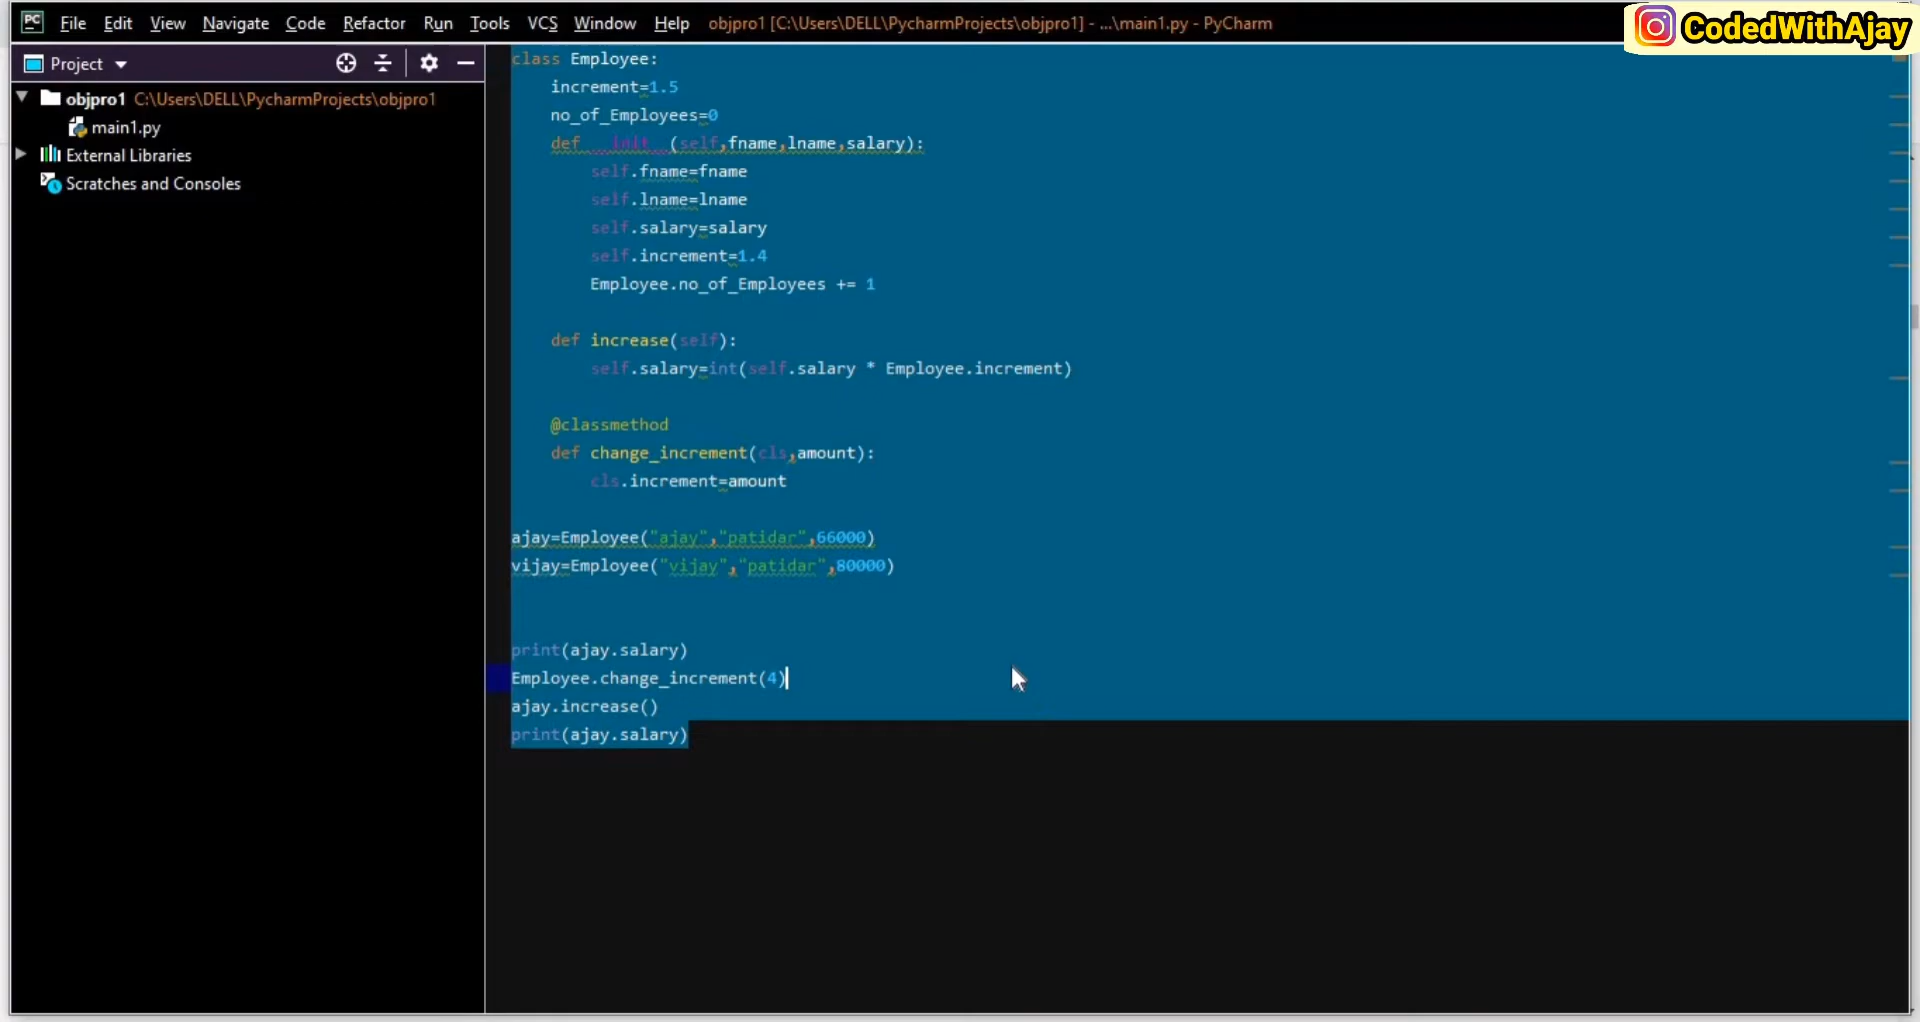 PC File Edit View Navigate Code Refactor Run Tools VCS Window Help objpro1 [C:\Users\DELL\PycharmProjects\objpro1] - ...\main1.py - PyCharm
CodedWithAjay
Project
objpro1 C:\Users\DELL\PycharmProjects\objpro1
main1.py
External Libraries
Scratches and Consoles
class Employee:
    increment=1.5
    no_of_Employees=0
    def __init__(self,fname,lname,salary):
        self.fname=fname
        self.lname=lname
        self.salary=salary
        self.increment=1.4
        Employee.no_of_Employees += 1
    def increase(self):
        self.salary=int(self.salary * Employee.increment)
    @classmethod
    def change_increment(cls,amount):
        cls.increment=amount
ajay=Employee("ajay","patidar",66000)
vijay=Employee("vijay","patidar",80000)
print(ajay.salary)
Employee.change_increment(4)
ajay.increase()
print(ajay.salary)